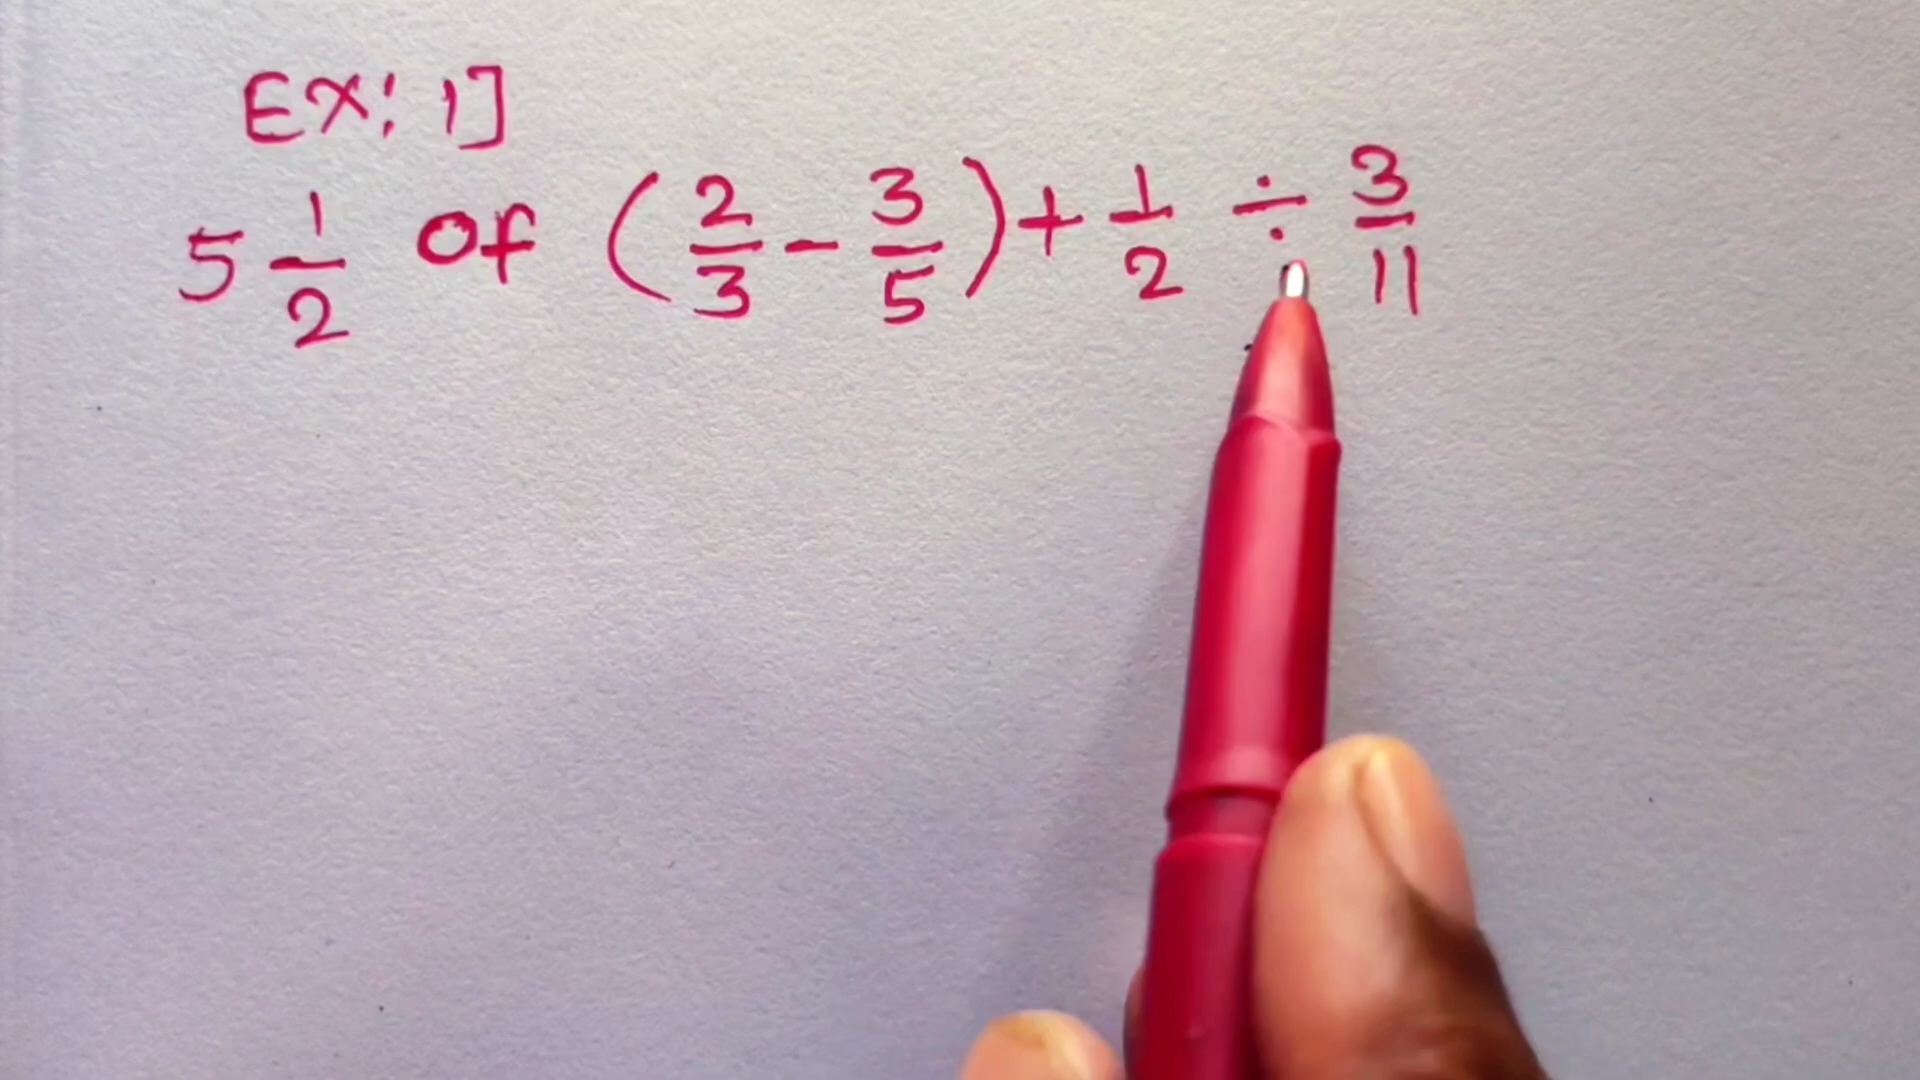 EX: 1]
5 1/2 of (2/3 - 3/5) + 1/2 ÷ 3/11